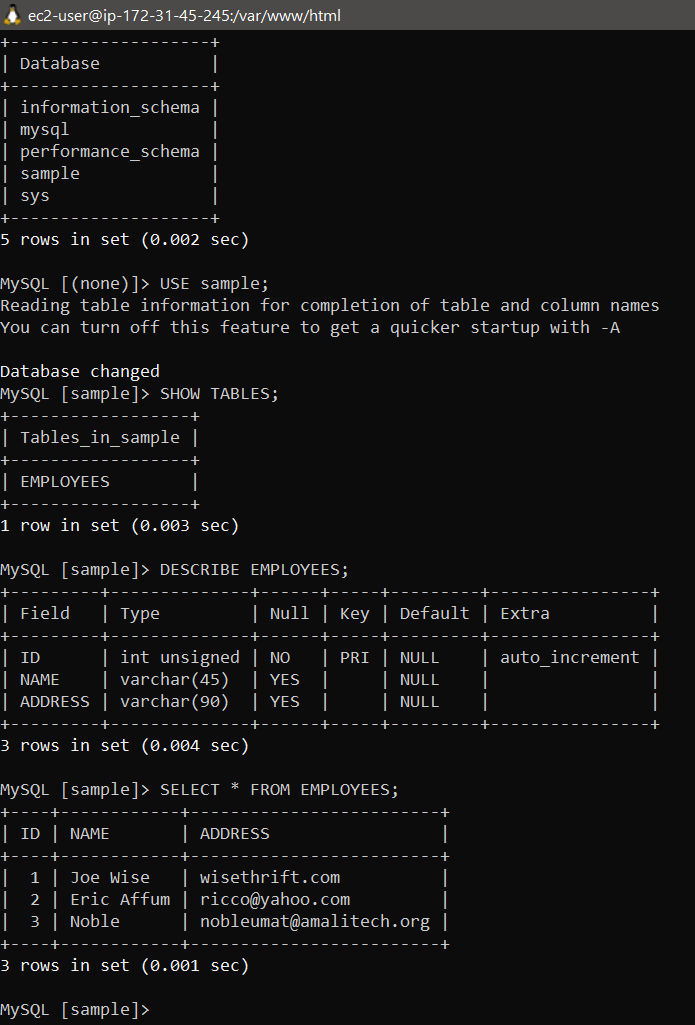 ec2-user@ip-172-31-45-245:/var/www/html
+--------------------+
| Database           |
+--------------------+
| information_schema |
| mysql              |
| performance_schema |
| sample             |
| sys                |
+--------------------+
5 rows in set (0.002 sec)

MySQL [(none)]> USE sample;
Reading table information for completion of table and column names
You can turn off this feature to get a quicker startup with -A

Database changed
MySQL [sample]> SHOW TABLES;
+------------------+
| Tables_in_sample |
+------------------+
| EMPLOYEES        |
+------------------+
1 row in set (0.003 sec)

MySQL [sample]> DESCRIBE EMPLOYEES;
+---------+--------------+------+-----+---------+----------------+
| Field   | Type         | Null | Key | Default | Extra          |
+---------+--------------+------+-----+---------+----------------+
| ID      | int unsigned | NO   | PRI | NULL    | auto_increment |
| NAME    | varchar(45)  | YES  |     | NULL    |                |
| ADDRESS | varchar(90)  | YES  |     | NULL    |                |
+---------+--------------+------+-----+---------+----------------+
3 rows in set (0.004 sec)

MySQL [sample]> SELECT * FROM EMPLOYEES;
+----+------------+-------------------------+
| ID | NAME       | ADDRESS                 |
+----+------------+-------------------------+
|  1 | Joe Wise   | wisethrift.com          |
|  2 | Eric Affum | ricco@yahoo.com         |
|  3 | Noble      | nobleumat@amalitech.org |
+----+------------+-------------------------+
3 rows in set (0.001 sec)

MySQL [sample]>